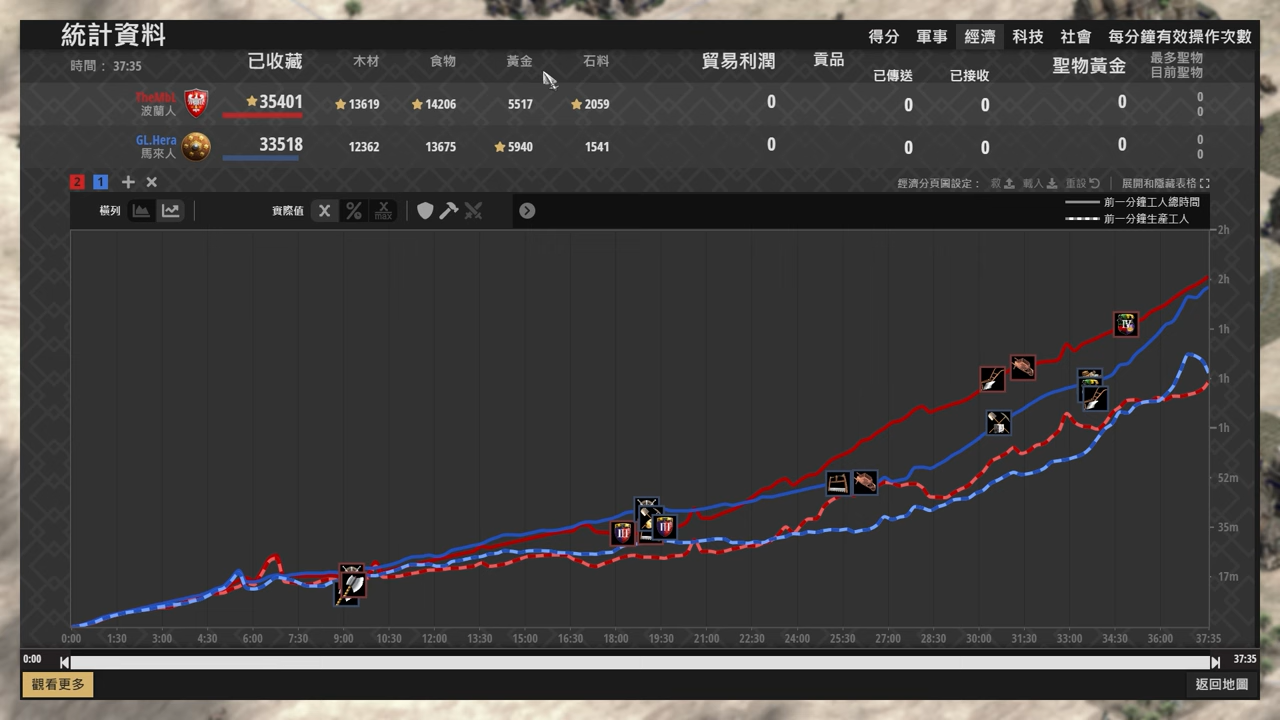 統計資料
得分 軍事 經濟 科技 社會 每分鐘有效操作次數
時間： 37:35
已收藏 木材 食物 黃金 石料 貿易利潤 貢品 已傳送 已接收 聖物黃金 最多聖物 目前聖物
TheMbL 波蘭人 35401 13619 14206 5517 2059 0 0 0 0 0 0
GL.Hera 馬來人 33518 12362 13675 5940 1541 0 0 0 0 0 0
2 1
經濟分頁圖設定： 載入 重設 展開和隱藏表格
橫列 實際值 X % X max
前一分鐘工人總時間
前一分鐘生產工人
2h
2h
1h
1h
1h
52m
35m
17m
IV
III III
0:00 1:30 3:00 4:30 6:00 7:30 9:00 10:30 12:00 13:30 15:00 16:30 18:00 19:30 21:00 22:30 24:00 25:30 27:00 28:30 30:00 31:30 33:00 34:30 36:00 37:35
0:00 37:35
觀看更多 返回地圖